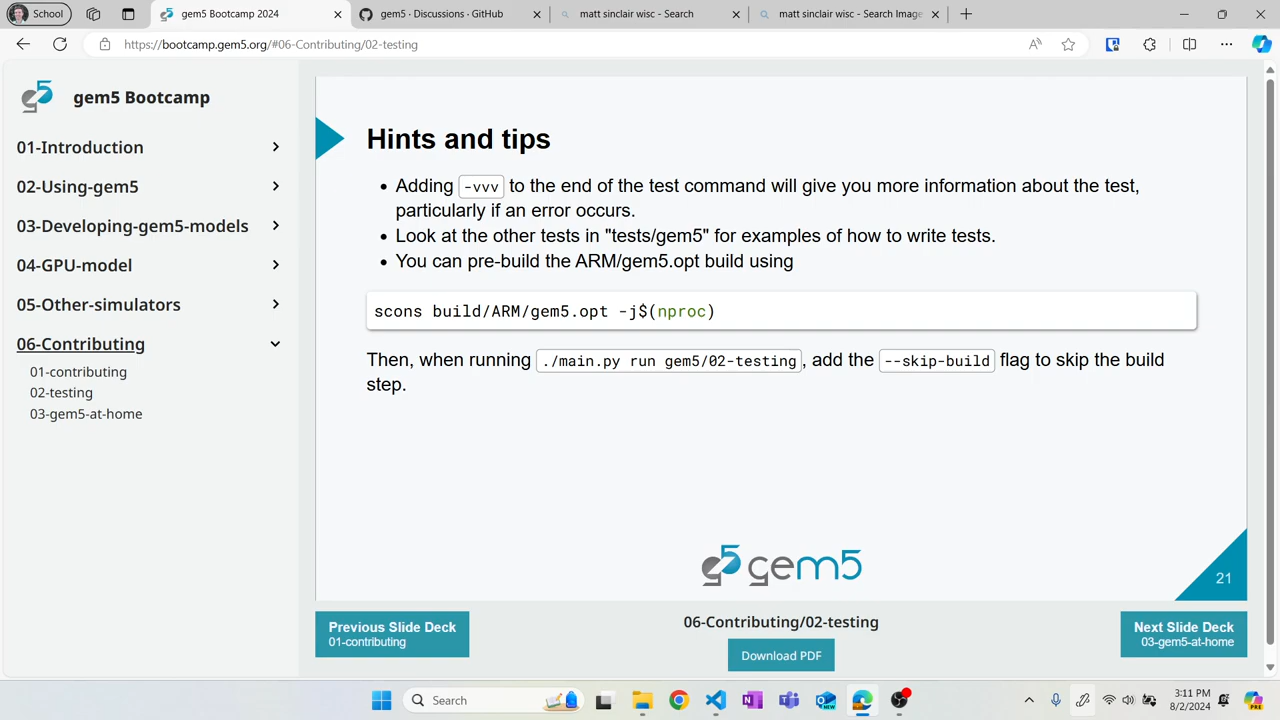 School
gem5 Bootcamp 2024
gem5 · Discussions · GitHub
matt sinclair wisc - Search
matt sinclair wisc - Search Image
https://bootcamp.gem5.org/#06-Contributing/02-testing
gem5 Bootcamp
01-Introduction
02-Using-gem5
03-Developing-gem5-models
04-GPU-model
05-Other-simulators
06-Contributing
01-contributing
02-testing
03-gem5-at-home
Hints and tips
• Adding -vvv to the end of the test command will give you more information about the test,
particularly if an error occurs.
• Look at the other tests in "tests/gem5" for examples of how to write tests.
• You can pre-build the ARM/gem5.opt build using
scons build/ARM/gem5.opt -j$(nproc)
Then, when running ./main.py run gem5/02-testing, add the --skip-build flag to skip the build
step.
gem5
21
Previous Slide Deck
01-contributing
06-Contributing/02-testing
Download PDF
Next Slide Deck
03-gem5-at-home
Search
3:11 PM
8/2/2024